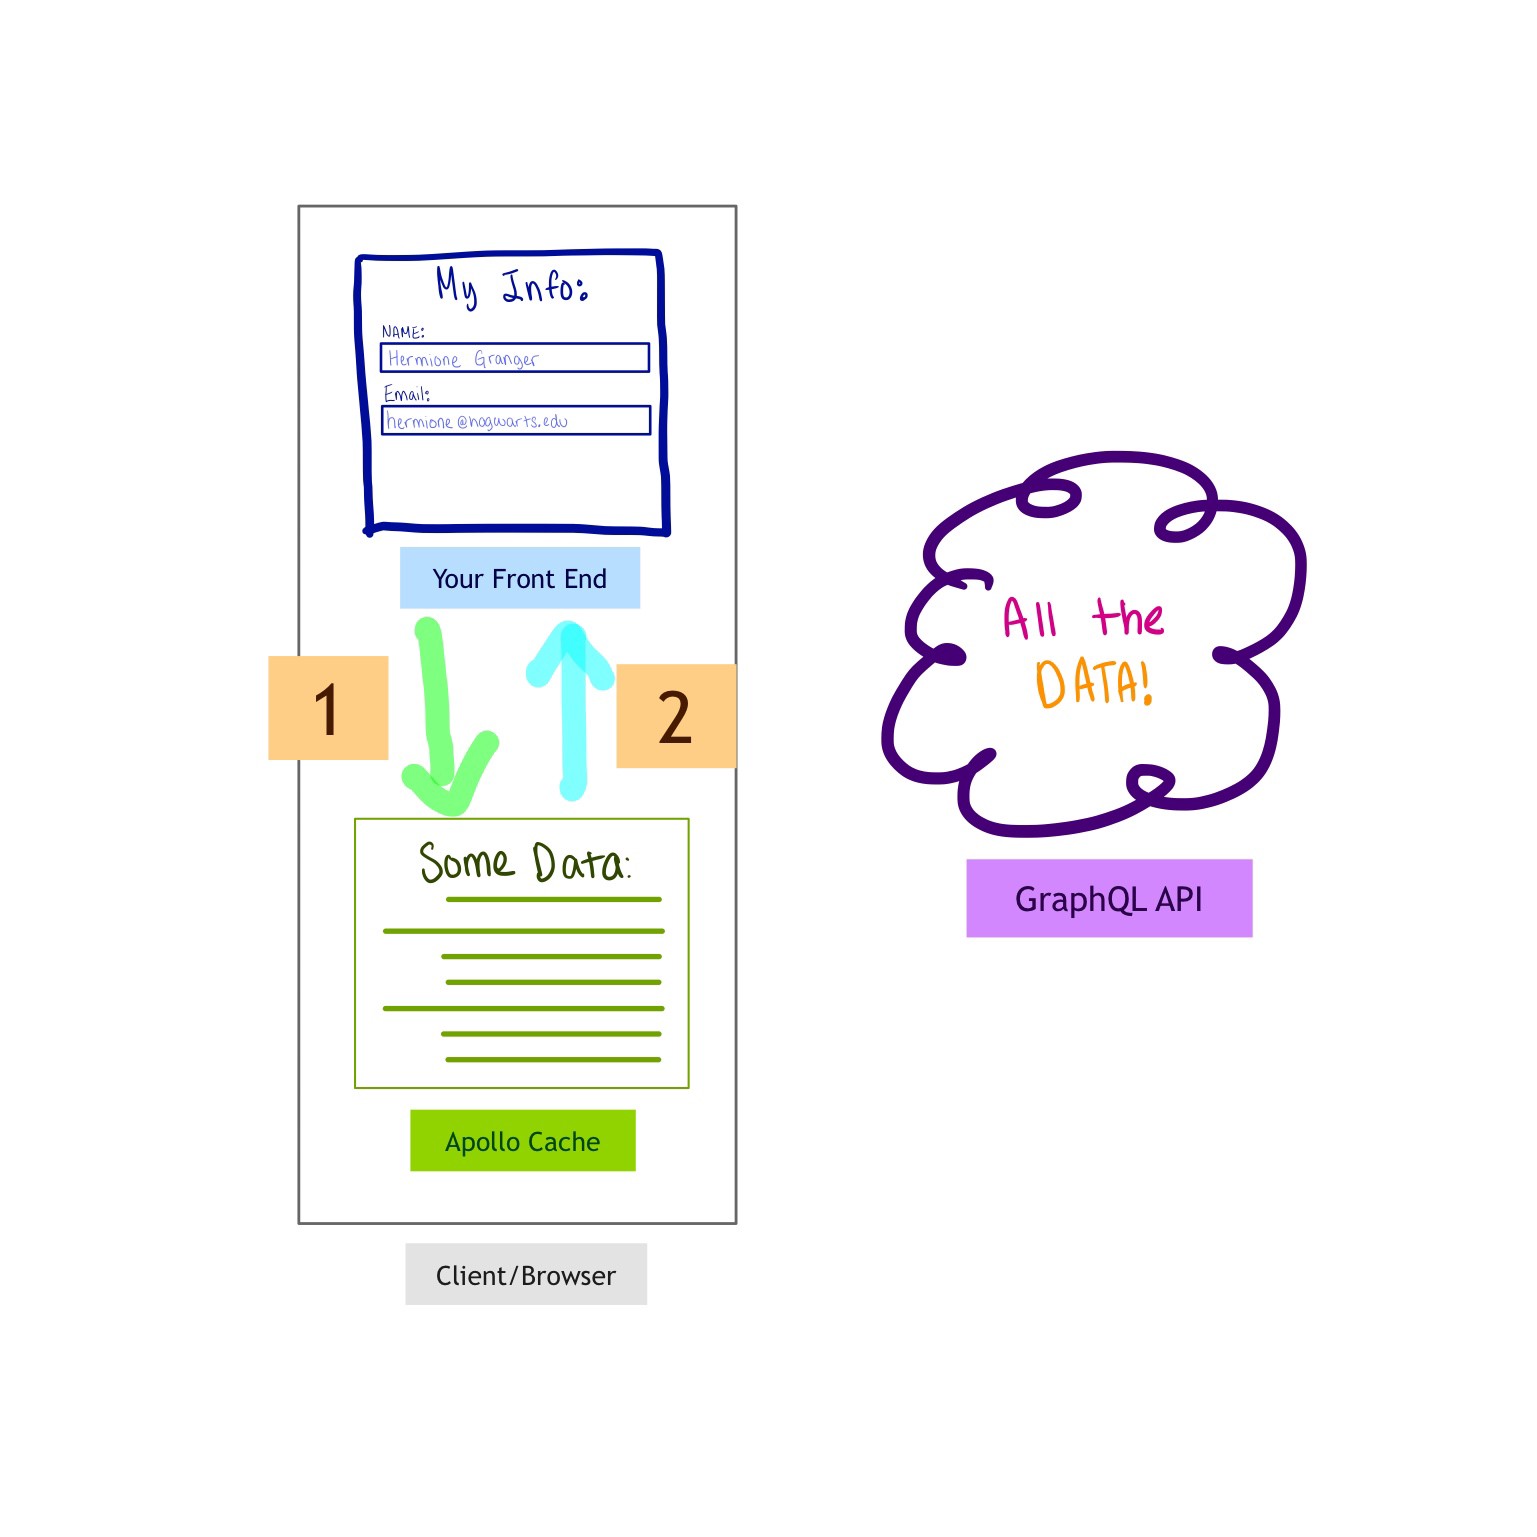 My Info:
NAME:
Hermione Granger
Email:
hermione@hogwarts.edu
Your Front End
1
2
Some Data:
Apollo Cache
Client/Browser
All the
DATA!
GraphQL API